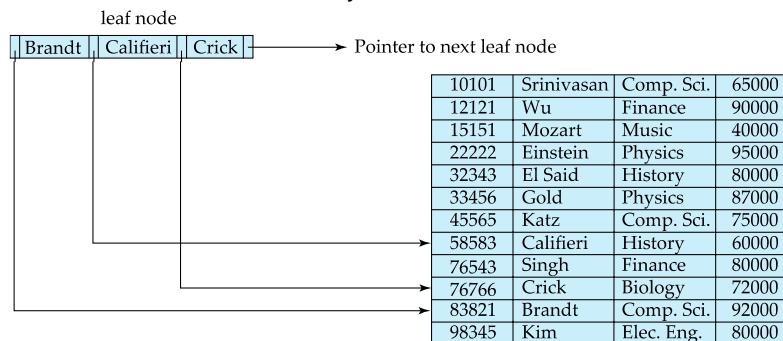 leaf node
Brandt Califieri Crick Pointer to next leaf node
10101 Srinivasan Comp. Sci. 65000
12121 Wu Finance 90000
15151 Mozart Music 40000
22222 Einstein Physics 95000
32343 El Said History 80000
33456 Gold Physics 87000
45565 Katz Comp. Sci. 75000
58583 Califieri History 60000
76543 Singh Finance 80000
76766 Crick Biology 72000
83821 Brandt Comp. Sci. 92000
98345 Kim Elec. Eng. 80000